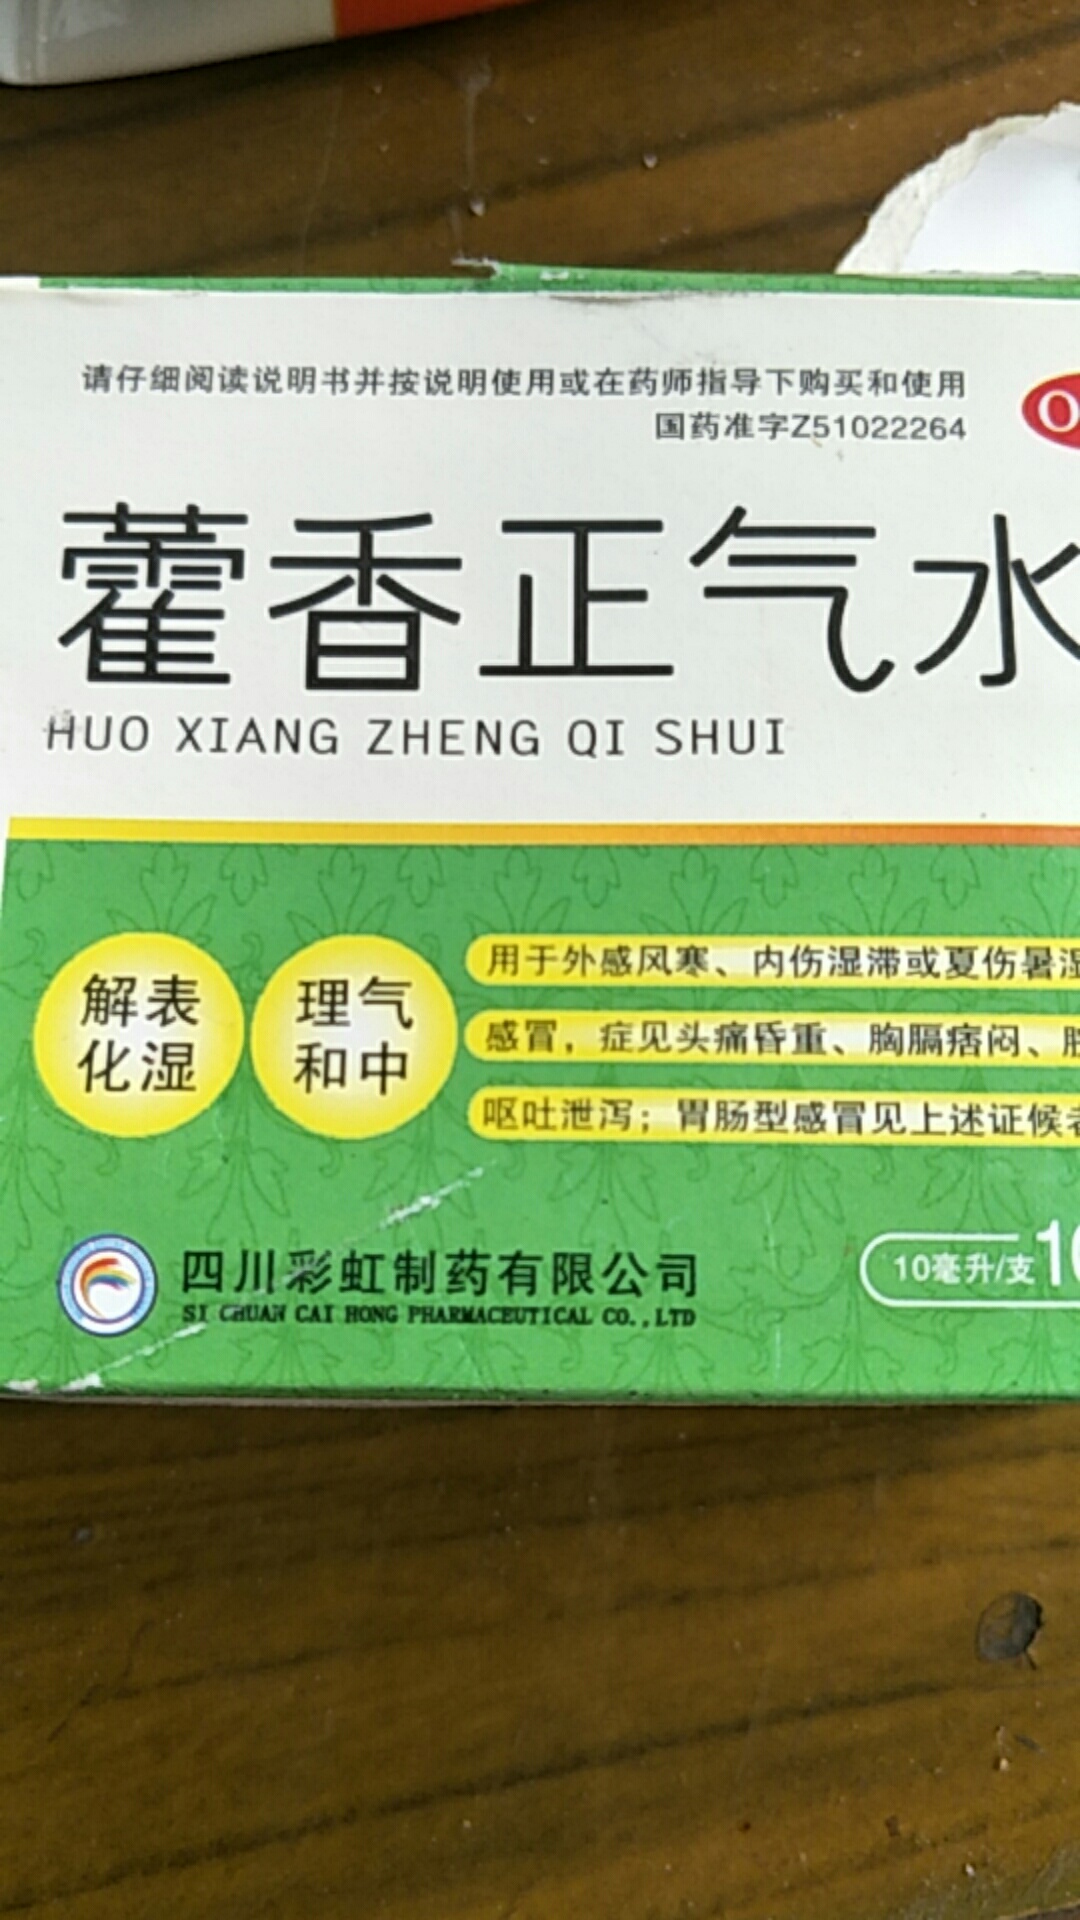 请仔细阅读说明书并按说明使用或在药师指导下购买和使用
国药准字Z51022264
O
藿香正气水
HUO XIANG ZHENG QI SHUI
解表
化湿
理气
和中
用于外感风寒、内伤湿滞或夏伤暑湿
感冒，症见头痛昏重、胸膈痞闷、
呕吐泄泻；胃肠型感冒见上述证候者
四川彩虹制药有限公司
SI CHUAN CAI HONG PHARMACEUTICAL CO.,LTD
10毫升/支